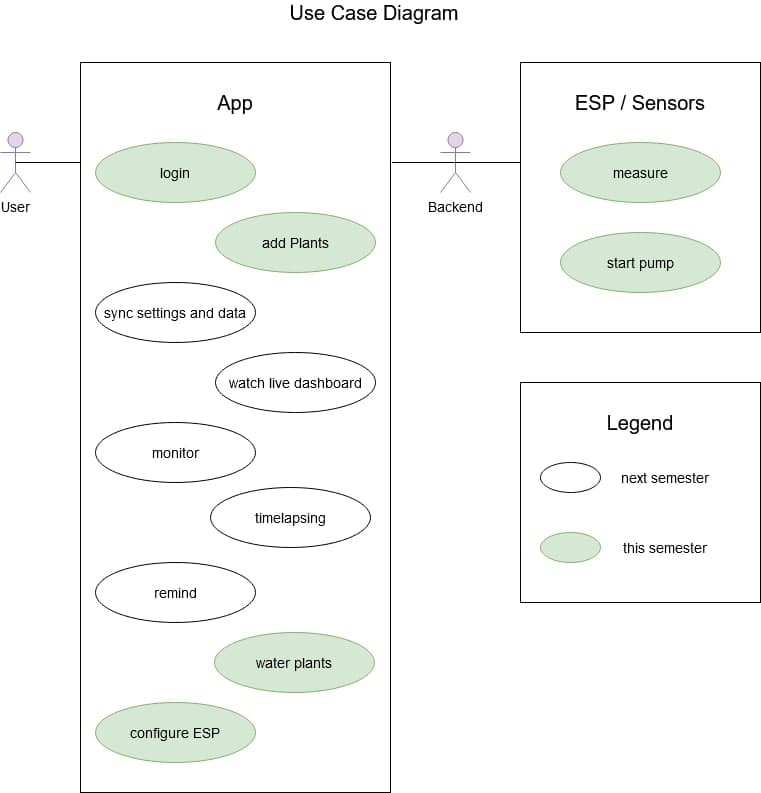 Use Case Diagram
App
login
add Plants
sync settings and data
watch live dashboard
monitor
timelapsing
remind
water plants
configure ESP
User
Backend
ESP / Sensors
measure
start pump
Legend
next semester
this semester